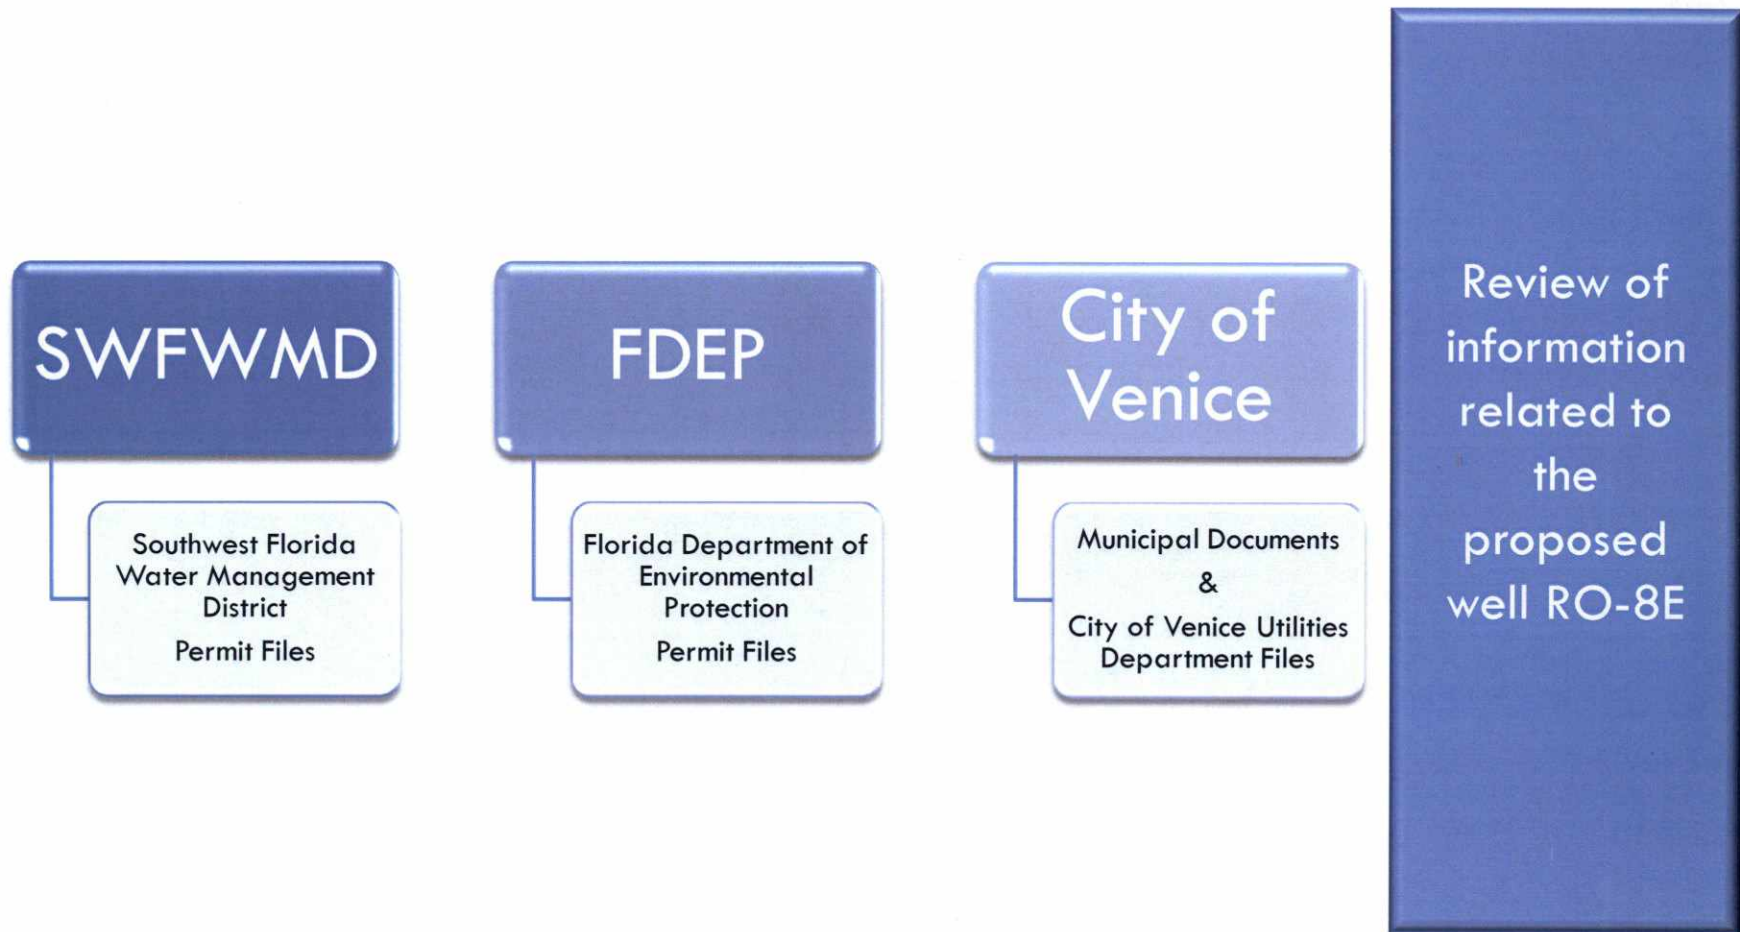 SWFWMD
Southwest Florida
Water Management
District
Permit Files
FDEP
Florida Department of
Environmental
Protection
Permit Files
City of
Venice
Municipal Documents
&
City of Venice Utilities
Department Files
Review of
information
related to
the
proposed
well RO-8E